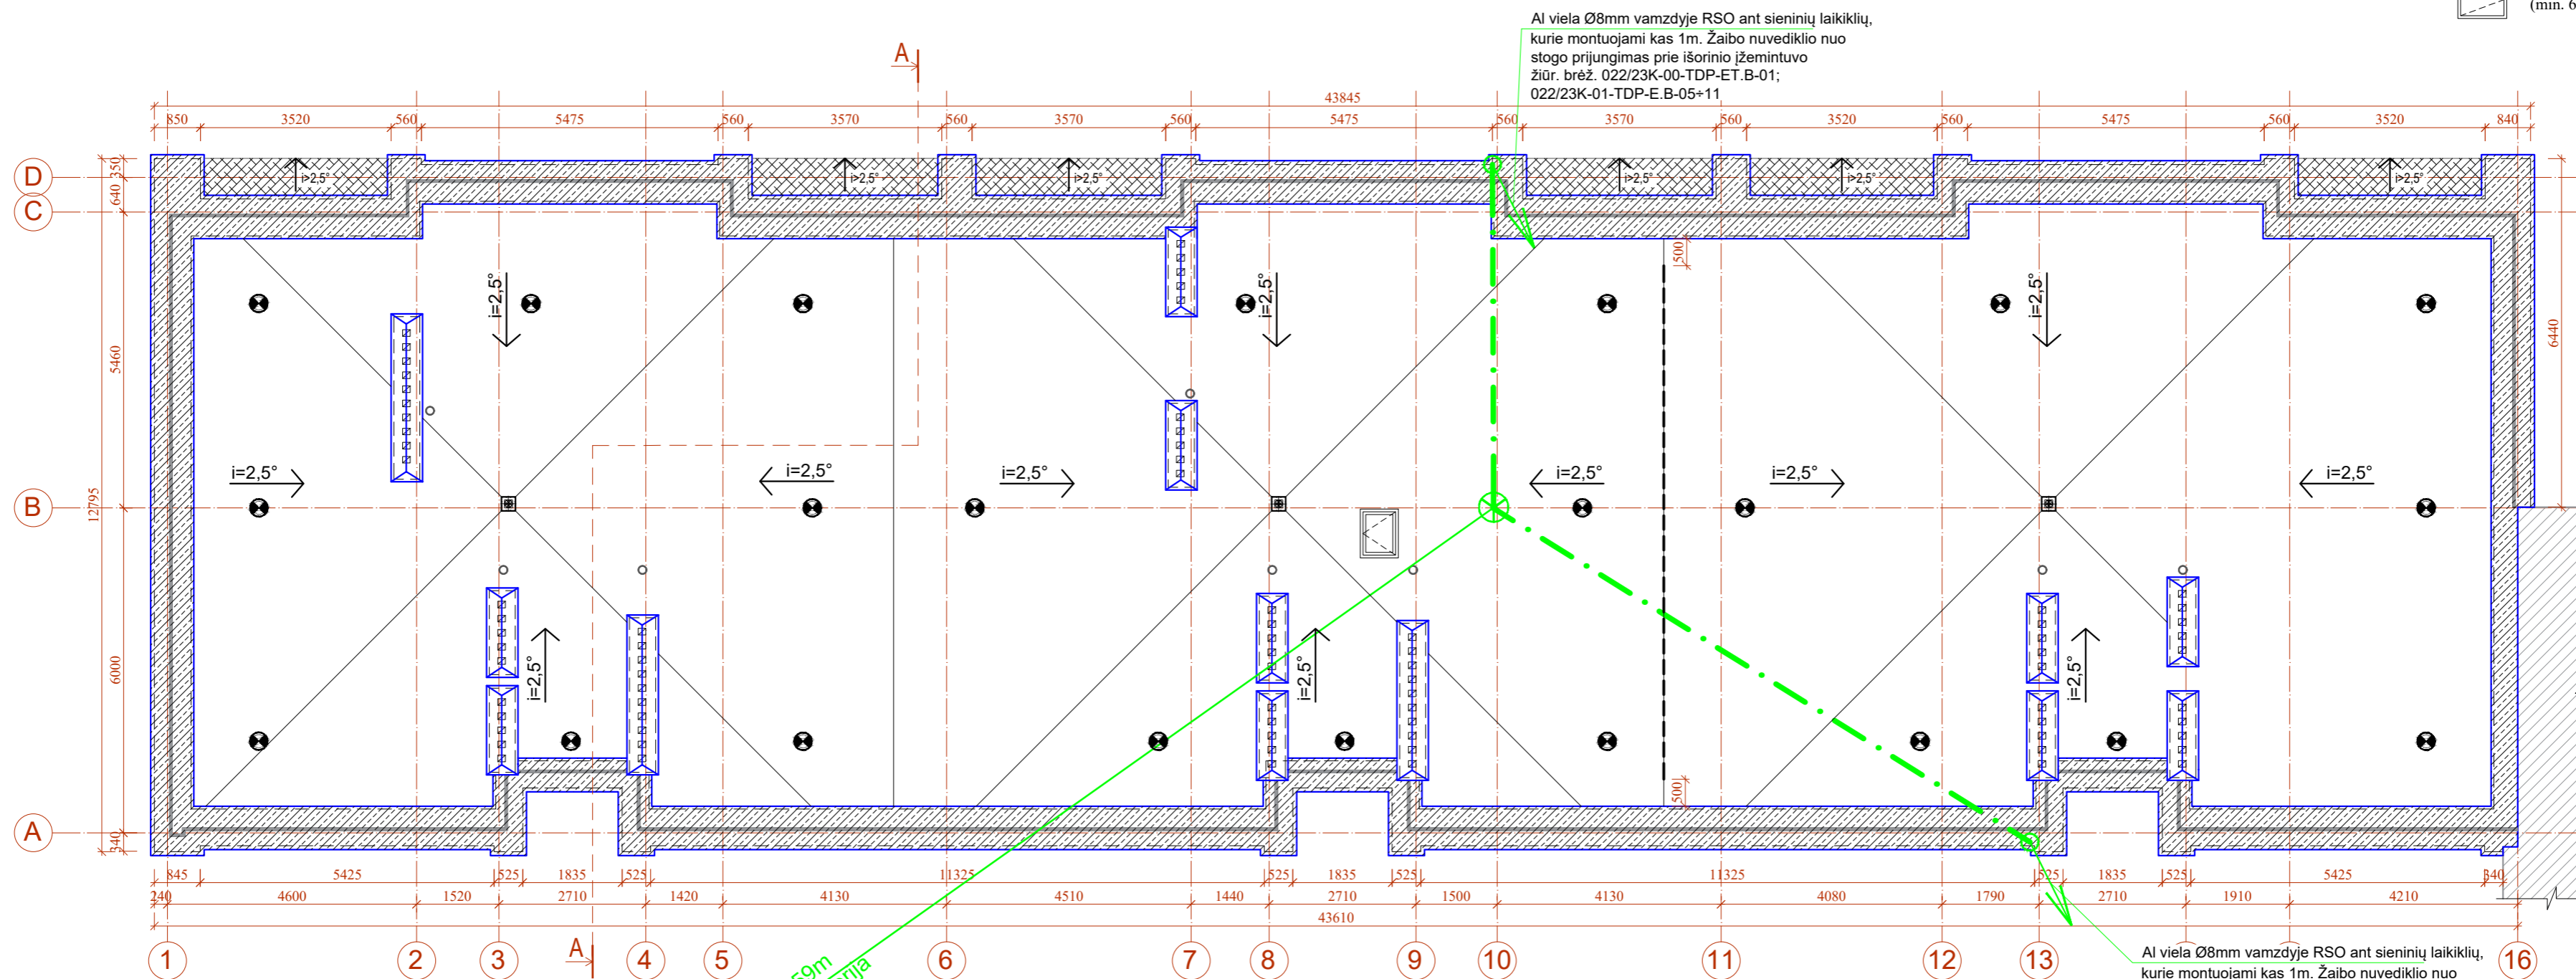 (min. 6
Al viela Ø8mm vamzdyje RSO ant sieninių laikiklių,
kurie montuojami kas 1m. Žaibo nuvediklio nuo
stogo prijungimas prie išorinio įžemintuvo
žiūr. brėž. 022/23K-00-TDP-ET.B-01;
022/23K-01-TDP-E.B-05÷11
A
43845
850 3520 560 5475 560 3570 560 3570 560 5475 560 3570 560 3520 560 5475 560 3520 840
i>2,5° i>2,5° i>2,5° i>2,5° i>2,5° i>2,5°
D
350
640
C
500
i=2,5° i=2,5° i=2,5°
5460
6440
i=2,5° i=2,5° i=2,5° i=2,5° i=2,5° i=2,5°
B
12795
6000
i=2,5° i=2,5° i=2,5°
500
A
340
845 5425 525 1835 525 11325 525 1835 525 11325 525 1835 525 5425 340
240 4600 1520 2710 1420 4130 4510 1440 2710 1500 4130 4080 1790 2710 1910 4210
43610
A
1 2 3 4 5 6 7 8 9 10 11 12 13 16
59m
rija
Al viela Ø8mm vamzdyje RSO ant sieninių laikiklių,
kurie montuojami kas 1m. Žaibo nuvediklio nuo